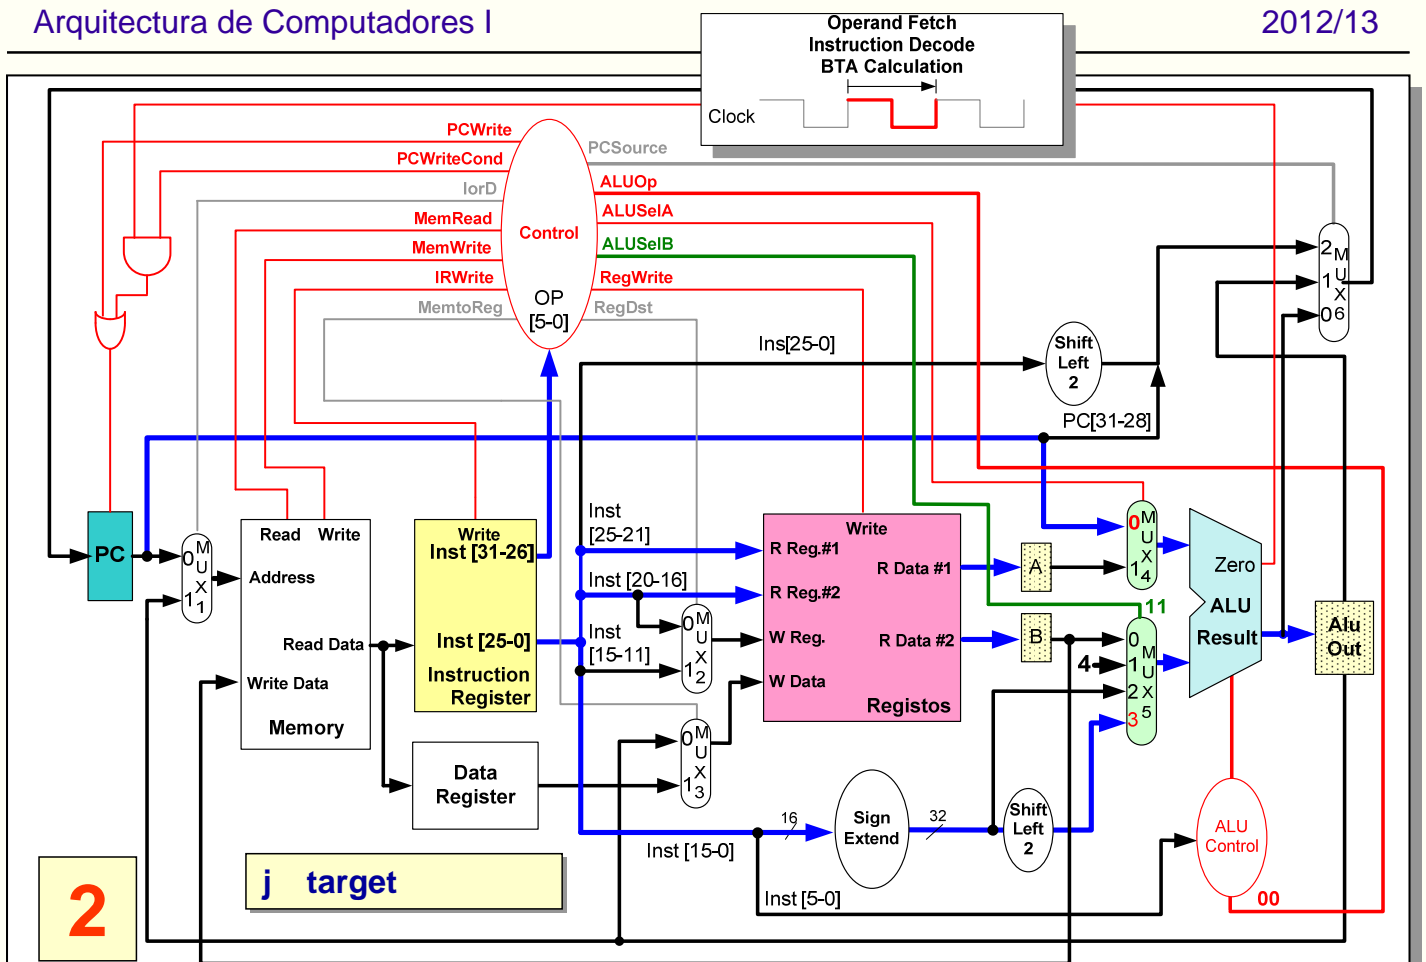 Arquitectura de Computadores I
2012/13
Operand Fetch
Instruction Decode
BTA Calculation
Clock
PCWrite
PCWriteCond
IorD
MemRead
MemWrite
IRWrite
MemtoReg
Control
OP
[5-0]
PCSource
ALUOp
ALUSelA
ALUSelB
RegWrite
RegDst
2
1
0
M
U
X
6
Ins[25-0]
Shift
Left
2
PC[31-28]
PC
0
1
M
U
X
1
Read
Write
Address
Read Data
Write Data
Memory
Write
Inst [31-26]
Inst [25-0]
Instruction
Register
Data
Register
Inst
[25-21]
Inst [20-16]
Inst
[15-11]
0
1
M
U
X
2
0
1
M
U
X
3
Write
R Reg.#1
R Reg.#2
W Reg.
W Data
R Data #1
R Data #2
Registos
A
B
0
1
M
U
X
4
11
0
4
1
2
3
M
U
X
5
Zero
ALU
Result
Alu
Out
16
Sign
Extend
32
Shift
Left
2
ALU
Control
00
Inst [15-0]
Inst [5-0]
2
j target